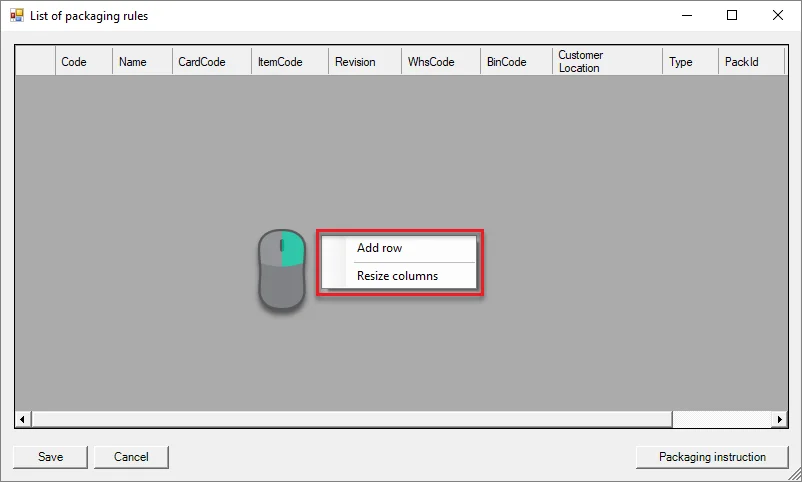 List of packaging rules
Code Name CardCode ItemCode Revision WhsCode BinCode Customer Location Type PackId
Add row
Resize columns
Save Cancel Packaging instruction